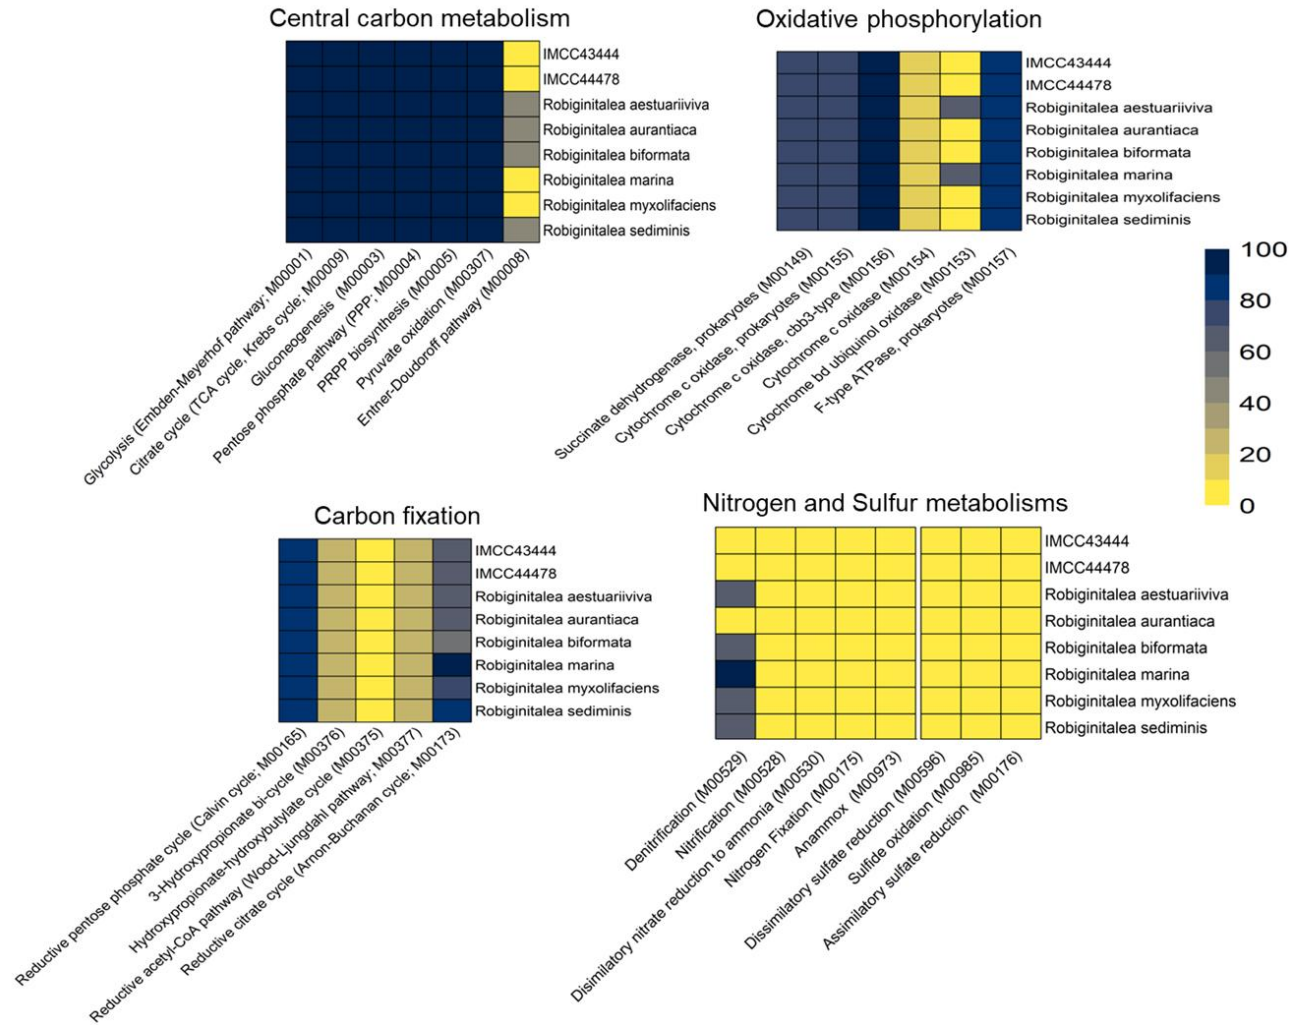 Central carbon metabolism
IMCC43444
IMCC44478
Robiginitalea aestuariiviva
Robiginitalea aurantiaca
Robiginitalea biformata
Robiginitalea marina
Robiginitalea myxolifaciens
Robiginitalea sediminis
Glycolysis (Embden-Meyerhof pathway; M00001)
Citrate cycle (TCA cycle, Krebs cycle; M00009)
Gluconeogenesis (M00003)
Pentose phosphate pathway (PPP; M0004)
PRPP biosynthesis (M00005)
Pyruvate oxidation (M00307)
Entner-Doudoroff pathway (M00008)
Oxidative phosphorylation
IMCC43444
IMCC44478
Robiginitalea aestuariiviva
Robiginitalea aurantiaca
Robiginitalea biformata
Robiginitalea marina
Robiginitalea myxolifaciens
Robiginitalea sediminis
Succinate dehydrogenase, prokaryotes (M00149)
Cytochrome c oxidase, prokaryotes (M00155)
Cytochrome c oxidase, cbb3-type (M00156)
Cytochrome c oxidase (M00154)
Cytochrome bd ubiquinol oxidase (M00153)
F-type ATPase, prokaryotes (M00157)
100
80
60
40
20
0
Carbon fixation
IMCC43444
IMCC44478
Robiginitalea aestuariiviva
Robiginitalea aurantiaca
Robiginitalea biformata
Robiginitalea marina
Robiginitalea myxolifaciens
Robiginitalea sediminis
Reductive pentose phosphate cycle (Calvin cycle; M00165)
3-Hydroxypropionate bi-cycle (M00376)
Hydroxypropionate-hydroxybutylate cycle (M00375)
Reductive acetyl-CoA pathway (Wood-Ljungdahl pathway; M00377)
Reductive citrate cycle (Arnon-Buchanan cycle; M00173)
Nitrogen and Sulfur metabolisms
IMCC43444
IMCC44478
Robiginitalea aestuariiviva
Robiginitalea aurantiaca
Robiginitalea biformata
Robiginitalea marina
Robiginitalea myxolifaciens
Robiginitalea sediminis
Denitrification (M00529)
Nitrification (M00528)
Disimilatory nitrate reduction to ammonia (M00530)
Nitrogen Fixation (M00175)
Anammox (M00973)
Dissimilatory sulfate reduction (M00596)
Sulfide oxidation (M00985)
Assimilatory sulfate reduction (M00176)